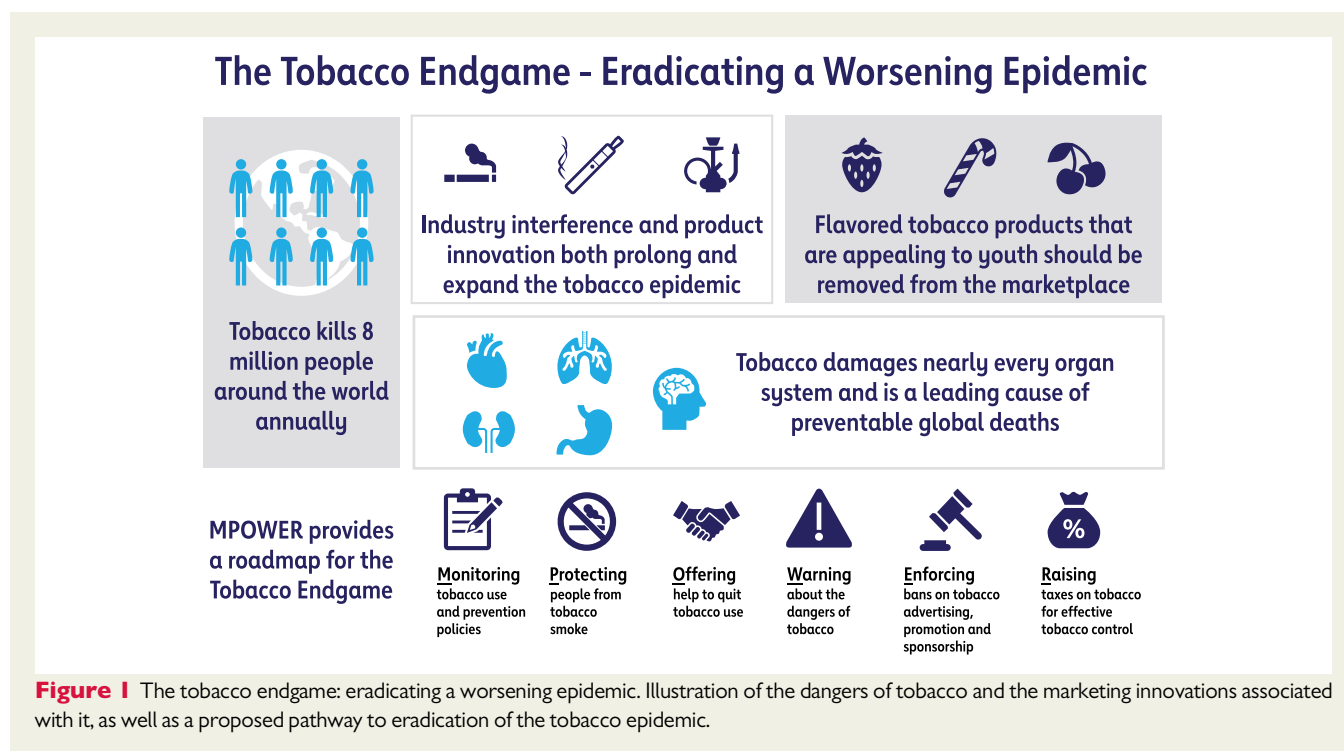 The Tobacco Endgame - Eradicating a Worsening Epidemic
Tobacco kills 8
million people
around the world
annually
Industry interference and product
innovation both prolong and
expand the tobacco epidemic
Flavored tobacco products that
are appealing to youth should be
removed from the marketplace
Tobacco damages nearly every organ
system and is a leading cause of
preventable global deaths
MPOWER provides
a roadmap for the
Tobacco Endgame
Monitoring
tobacco use
and prevention
policies
Protecting
people from
tobacco
smoke
Offering
help to quit
tobacco use
Warning
about the
dangers of
tobacco
Enforcing
bans on tobacco
advertising,
promotion and
sponsorship
%
Raising
taxes on tobacco
for effective
tobacco control
Figure 1 The tobacco endgame: eradicating a worsening epidemic. Illustration of the dangers of tobacco and the marketing innovations associated
with it, as well as a proposed pathway to eradication of the tobacco epidemic.